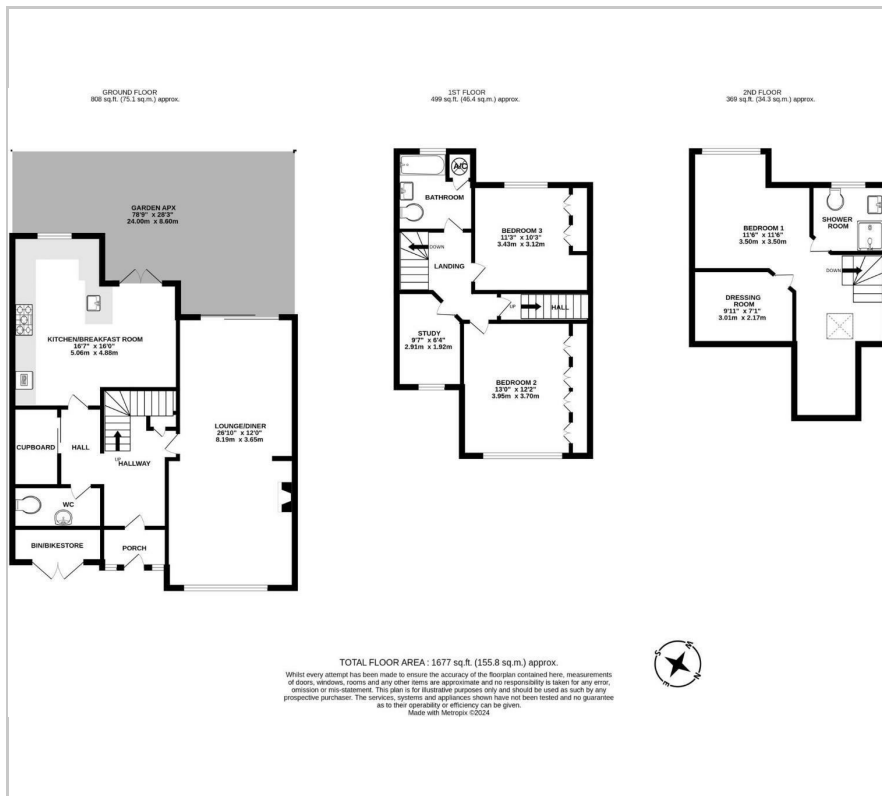 GROUND FLOOR
808 sq.ft. (75.1 sq.m.) approx.
GARDEN APX
78'9" x 28'3"
24.00m x 8.60m
KITCHEN/BREAKFAST ROOM
16'7" x 16'0"
5.06m x 4.88m
LOUNGE/DINER
26'10" x 12'0"
8.19m x 3.65m
CUPBOARD
HALL
UP
HALLWAY
WC
BIN/BIKESTORE
PORCH
1ST FLOOR
499 sq.ft. (46.4 sq.m.) approx.
A/C
BATHROOM
BEDROOM 3
11'3" x 10'3"
3.43m x 3.12m
DOWN
LANDING
UP
HALL
STUDY
9'7" x 6'4"
2.91m x 1.92m
BEDROOM 2
13'0" x 12'2"
3.95m x 3.70m
2ND FLOOR
369 sq.ft. (34.3 sq.m.) approx.
BEDROOM 1
11'6" x 11'6"
3.50m x 3.50m
SHOWER
ROOM
DOWN
DRESSING
ROOM
9'11" x 7'1"
3.01m x 2.17m
TOTAL FLOOR AREA : 1677 sq.ft. (155.8 sq.m.) approx.
Whilst every attempt has been made to ensure the accuracy of the floorplan contained here, measurements
of doors, windows, rooms and any other items are approximate and no responsibility is taken for any error,
omission or mis-statement. This plan is for illustrative purposes only and should be used as such by any
prospective purchaser. The services, systems and appliances shown have not been tested and no guarantee
as to their operability or efficiency can be given.
Made with Metropix ©2024
N
E
S
W